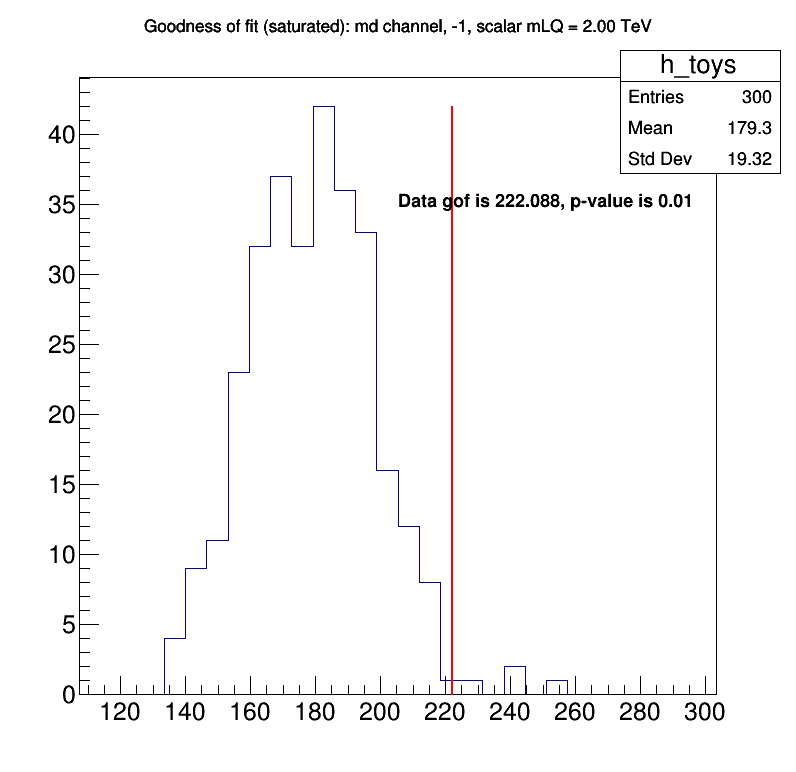 Goodness of fit (saturated): md channel, -1, scalar mLQ = 2.00 TeV
h_toys
Entries 300
Mean 179.3
Std Dev 19.32
Data gof is 222.088, p-value is 0.01
40
35
30
25
20
15
10
5
0
120 140 160 180 200 220 240 260 280 300